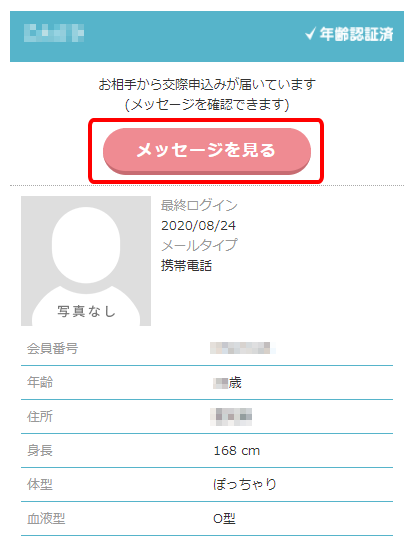 ✓年齢認証済
お相手から交際申込みが届いています
(メッセージを確認できます)
メッセージを見る
最終ログイン
2020/08/24
メールタイプ
携帯電話
写真なし
会員番号
年齢 歳
住所
身長 168 cm
体型 ぽっちゃり
血液型 O型